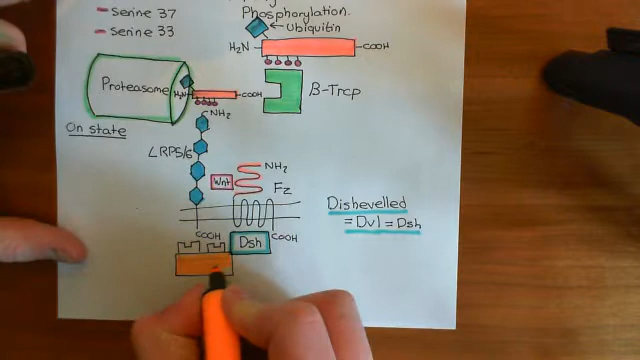 Serine 37
Serine 33
Phosphorylation.
Ubiquitin
H₂N
COOH
Proteasome
H₂N
COOH
β-Trcp
On state
NH₂
LRP5/6
NH₂
Wnt
Fz
Dishevelled
= Dvl = Dsh
COOH
Dsh
COOH